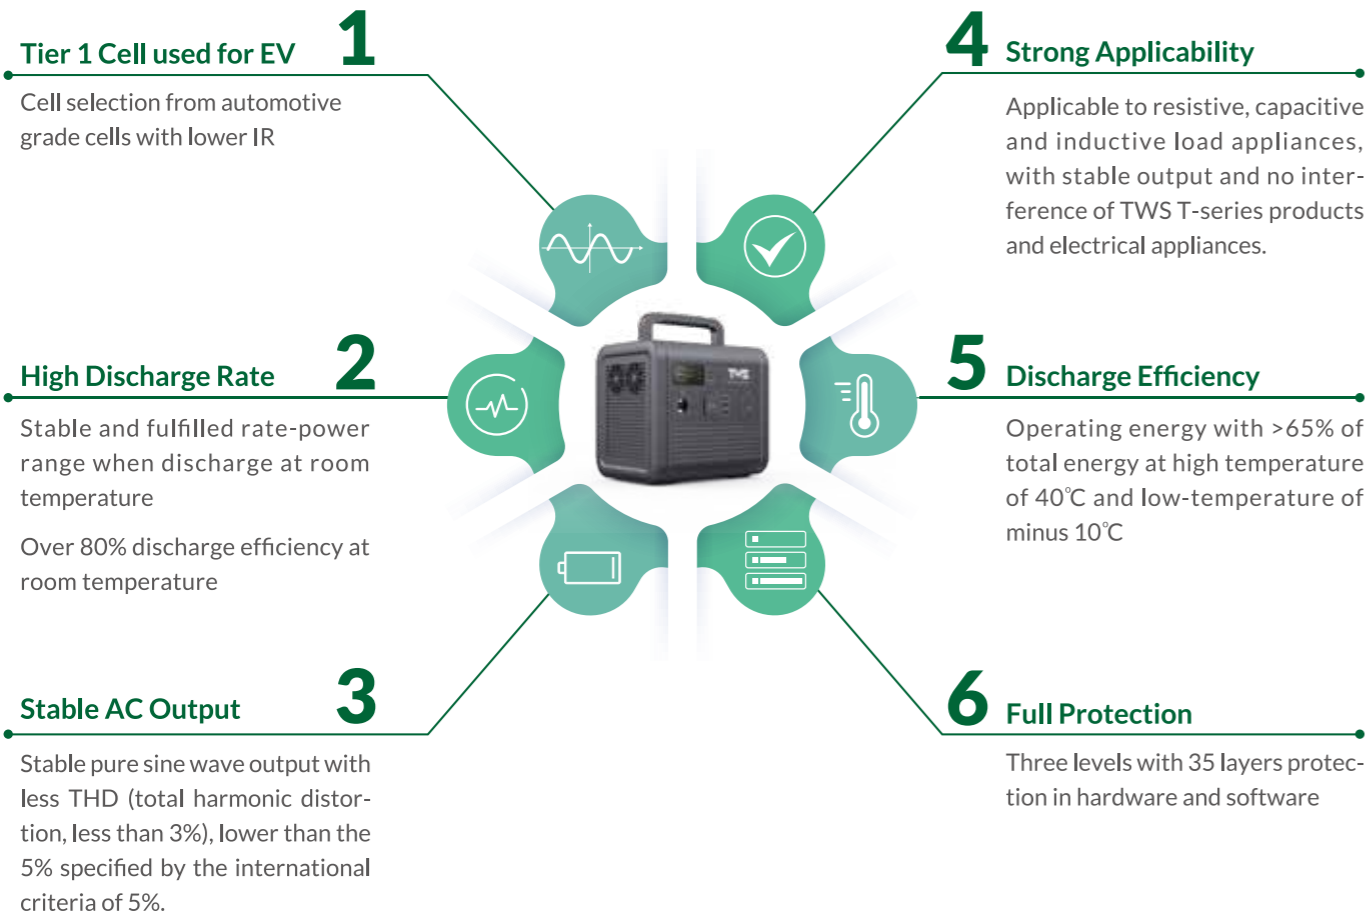 1
Tier 1 Cell used for EV
Cell selection from automotive
grade cells with lower IR
2
High Discharge Rate
Stable and fulfilled rate-power
range when discharge at room
temperature
Over 80% discharge efficiency at
room temperature
3
Stable AC Output
Stable pure sine wave output with
less THD (total harmonic distor-
tion, less than 3%), lower than the
5% specified by the international
criteria of 5%.
4
Strong Applicability
Applicable to resistive, capacitive
and inductive load appliances,
with stable output and no inter-
ference of TWS T-series products
and electrical appliances.
5
Discharge Efficiency
Operating energy with >65% of
total energy at high temperature
of 40℃ and low-temperature of
minus 10℃
6
Full Protection
Three levels with 35 layers protec-
tion in hardware and software
TWS